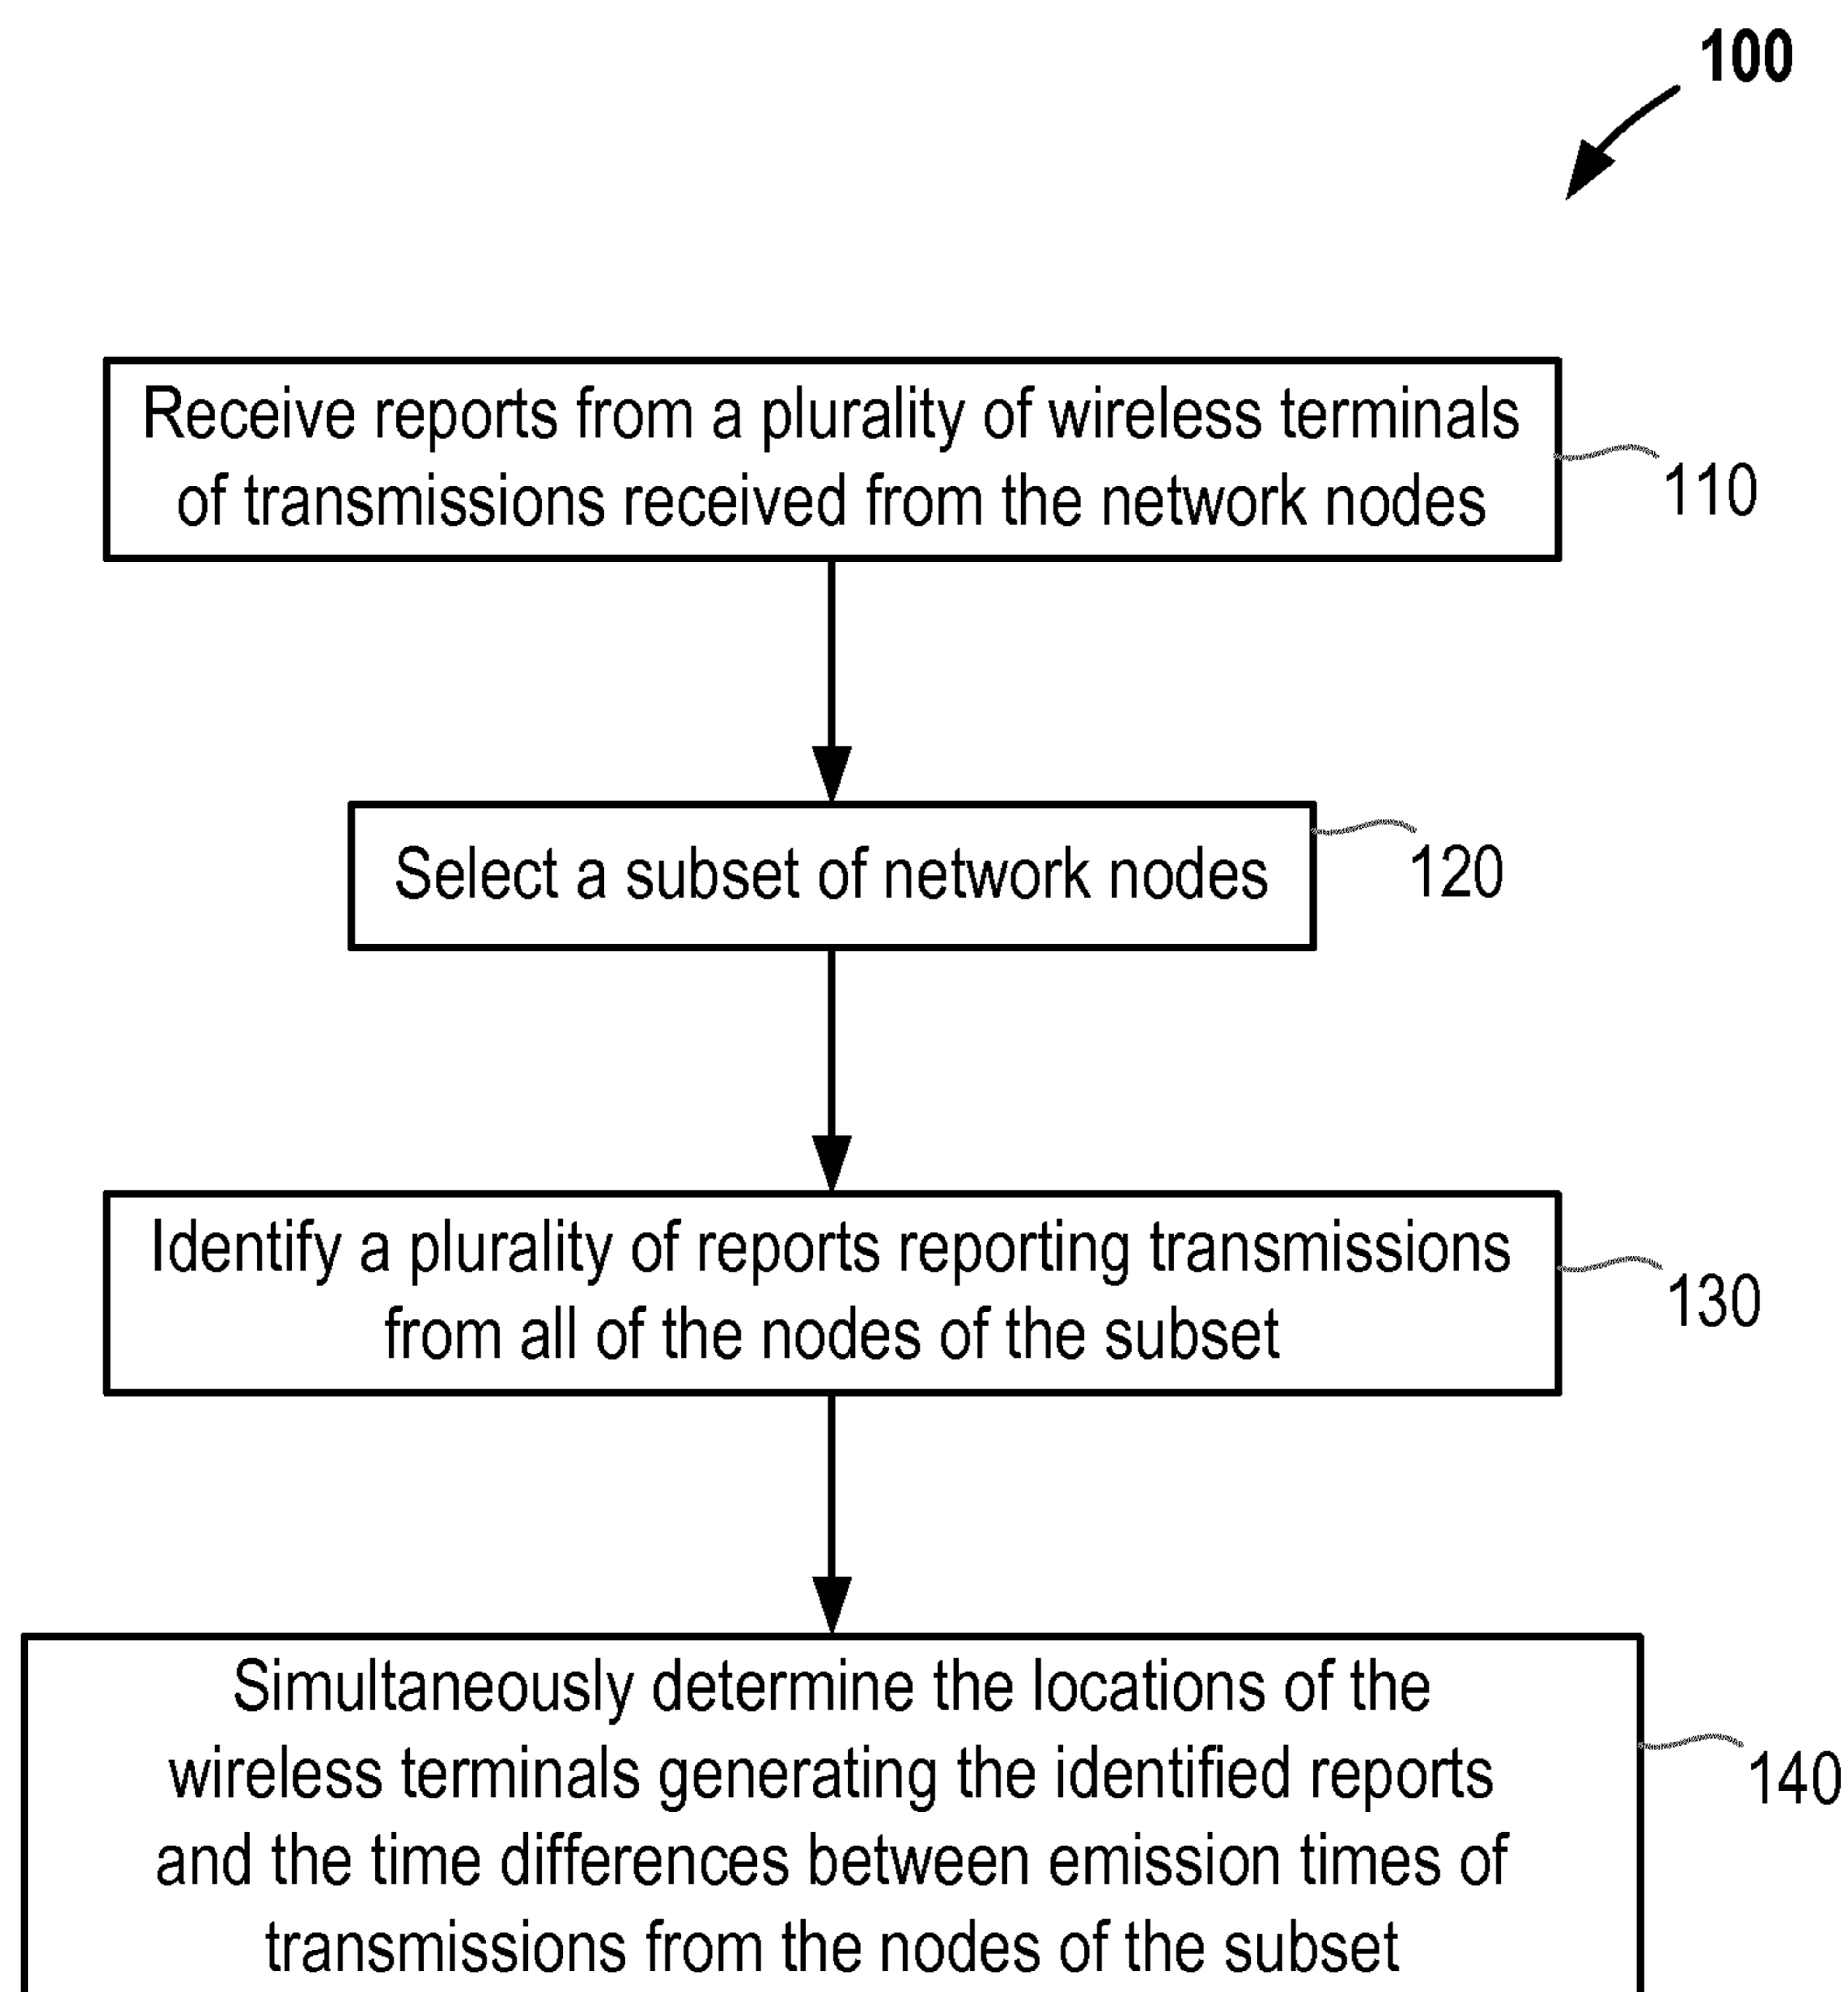 100
Receive reports from a plurality of wireless terminals
of transmissions received from the network nodes
110
Select a subset of network nodes
120
Identify a plurality of reports reporting transmissions
from all of the nodes of the subset
130
Simultaneously determine the locations of the
wireless terminals generating the identified reports
and the time differences between emission times of
transmissions from the nodes of the subset
140